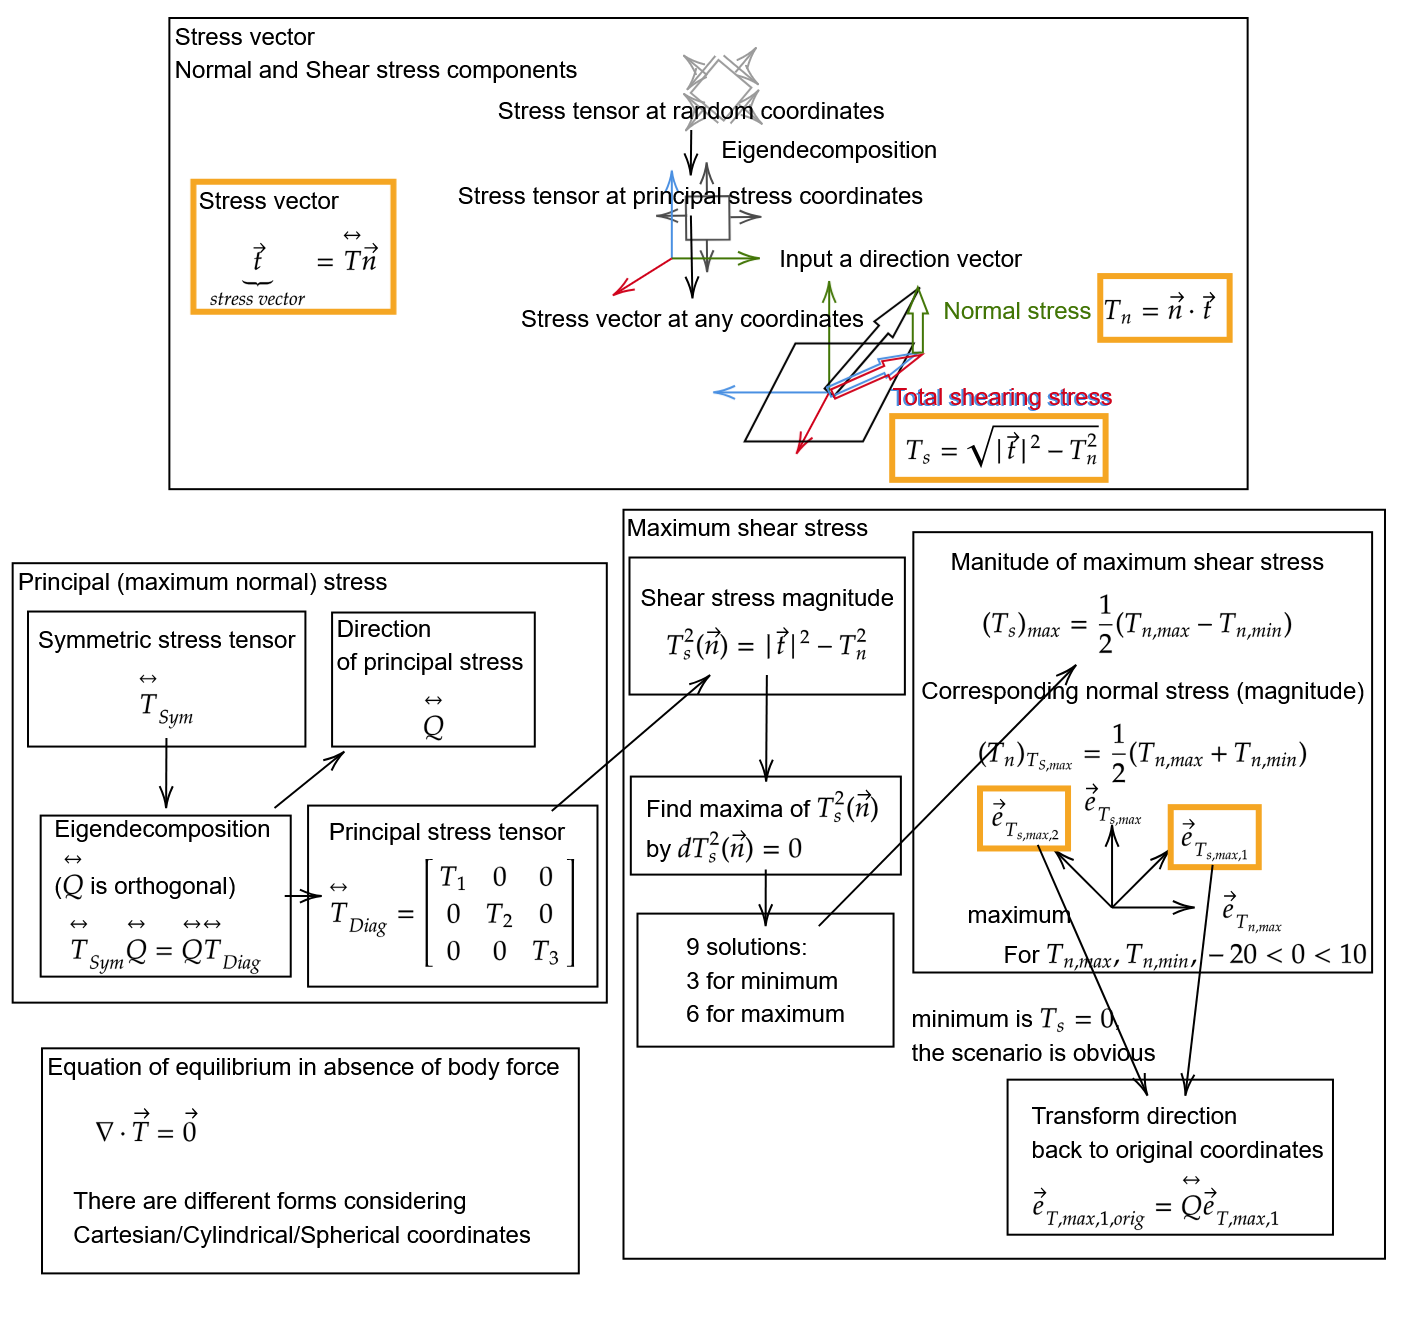 Stress vector
Normal and Shear stress components
Stress tensor at random coordinates
Eigendecomposition
Stress tensor at principal stress coordinates
Stress vector
$\underbrace{\vec{t}}_{stress\ vector} = \overleftrightarrow{T}\vec{n}$
Input a direction vector
Stress vector at any coordinates
Normal stress
$T_n = \vec{n} \cdot \vec{t}$
Total shearing stress
$T_s = \sqrt{|\vec{t}|^2 - T_n^2}$
Principal (maximum normal) stress
Symmetric stress tensor
$\overleftrightarrow{T}_{Sym}$
Direction
of principal stress
$\overleftrightarrow{Q}$
Eigendecomposition
($\overleftrightarrow{Q}$ is orthogonal)
$\overleftrightarrow{T}_{Sym}\overleftrightarrow{Q} = \overleftrightarrow{Q}\overleftrightarrow{T}_{Diag}$
Principal stress tensor
$\overleftrightarrow{T}_{Diag} = \begin{bmatrix} T_1 & 0 & 0 \\ 0 & T_2 & 0 \\ 0 & 0 & T_3 \end{bmatrix}$
Equation of equilibrium in absence of body force
$\nabla \cdot \vec{T} = \vec{0}$
There are different forms considering
Cartesian/Cylindrical/Spherical coordinates
Maximum shear stress
Shear stress magnitude
$T_s^2(\vec{n}) = |\vec{t}|^2 - T_n^2$
Find maxima of $T_s^2(\vec{n})$
by $dT_s^2(\vec{n}) = 0$
9 solutions:
3 for minimum
6 for maximum
Manitude of maximum shear stress
$(T_s)_{max} = \frac{1}{2}(T_{n,max} - T_{n,min})$
Corresponding normal stress (magnitude)
$(T_n)_{T_{S,max}} = \frac{1}{2}(T_{n,max} + T_{n,min})$
$\vec{e}_{T_{s,max,2}}$
$\vec{e}_{T_{s,max}}$
$\vec{e}_{T_{s,max,1}}$
maximum
$\vec{e}_{T_{n,max}}$
For $T_{n,max}, T_{n,min}, -20 < 0 < 10$
minimum is $T_s = 0,$
the scenario is obvious
Transform direction
back to original coordinates
$\vec{e}_{T,max,1,orig} = \overleftrightarrow{Q}\vec{e}_{T,max,1}$